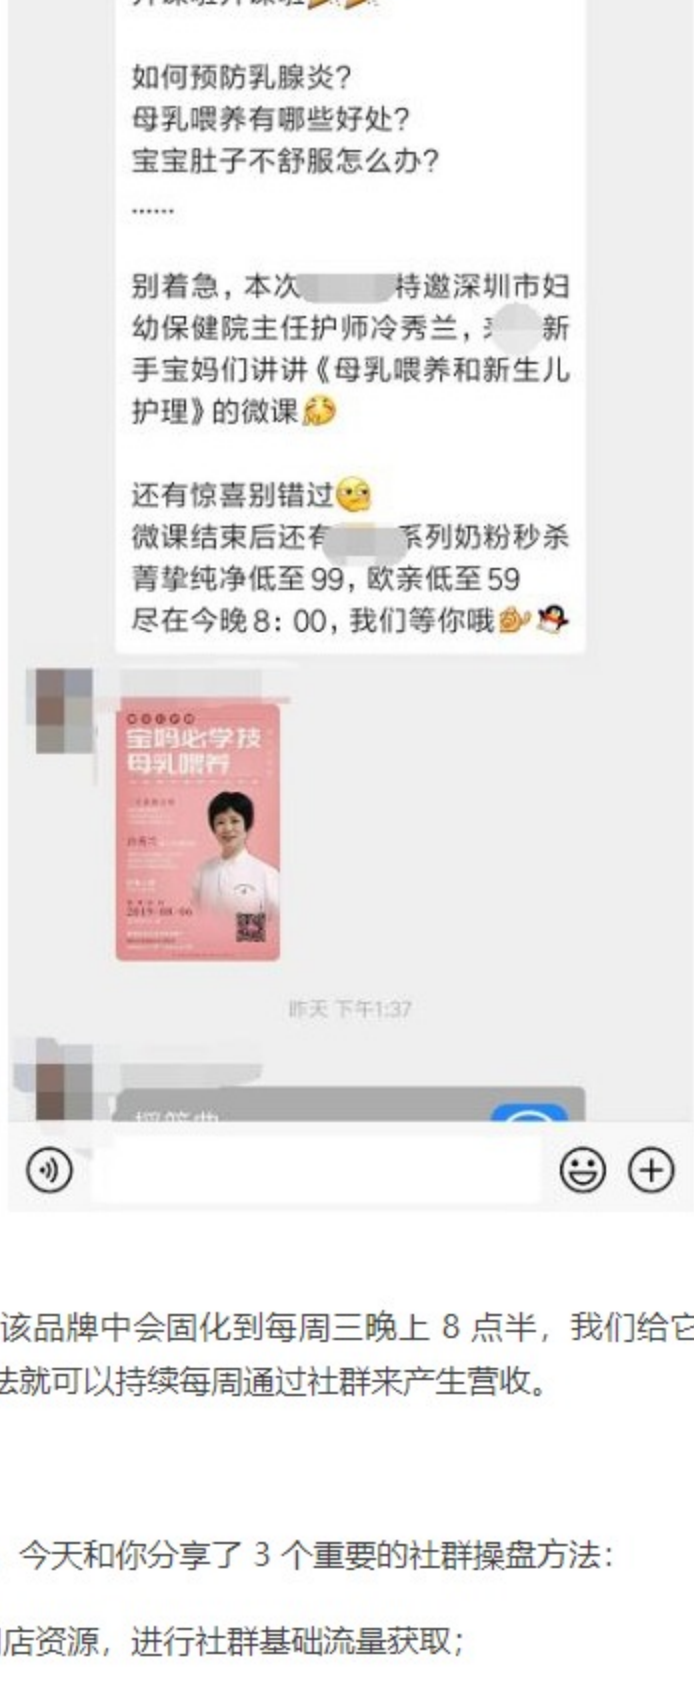 如何预防乳腺炎?
母乳喂养有哪些好处?
宝宝肚子不舒服怎么办?
……
别着急, 本次 特邀深圳市妇
幼保健院主任护师冷秀兰, 新
手宝妈们讲讲《母乳喂养和新生儿
护理》的微课
还有惊喜别错过
微课结束后还有 系列奶粉秒杀
菁挚纯净低至99, 欧亲低至59
尽在今晚8: 00, 我们等你哦
宝妈必学技
母乳喂养
2019-08-06
昨天 下午1:37
该品牌中会固化到每周三晚上 8 点半，我们给它
法就可以持续每周通过社群来产生营收。
今天和你分享了 3 个重要的社群操盘方法：
店资源，进行社群基础流量获取；